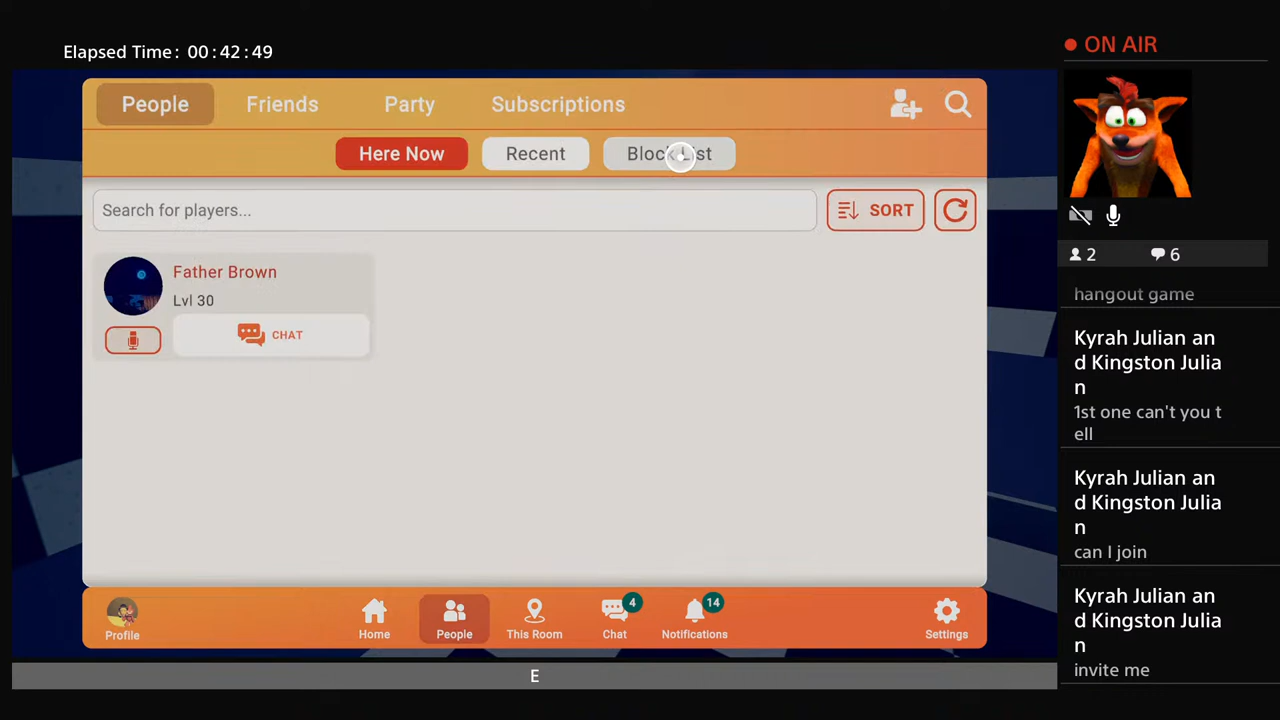 Elapsed Time: 00:42:49
People Friends Party Subscriptions
Here Now Recent Block List
Search for players...
SORT
Father Brown
Lvl 30
CHAT
Profile
Home
People
This Room
4
Chat
14
Notifications
Settings
E
ON AIR
2 6
hangout game
Kyrah Julian an
d Kingston Julia
n
1st one can't you t
ell
Kyrah Julian an
d Kingston Julia
n
can I join
Kyrah Julian an
d Kingston Julia
n
invite me